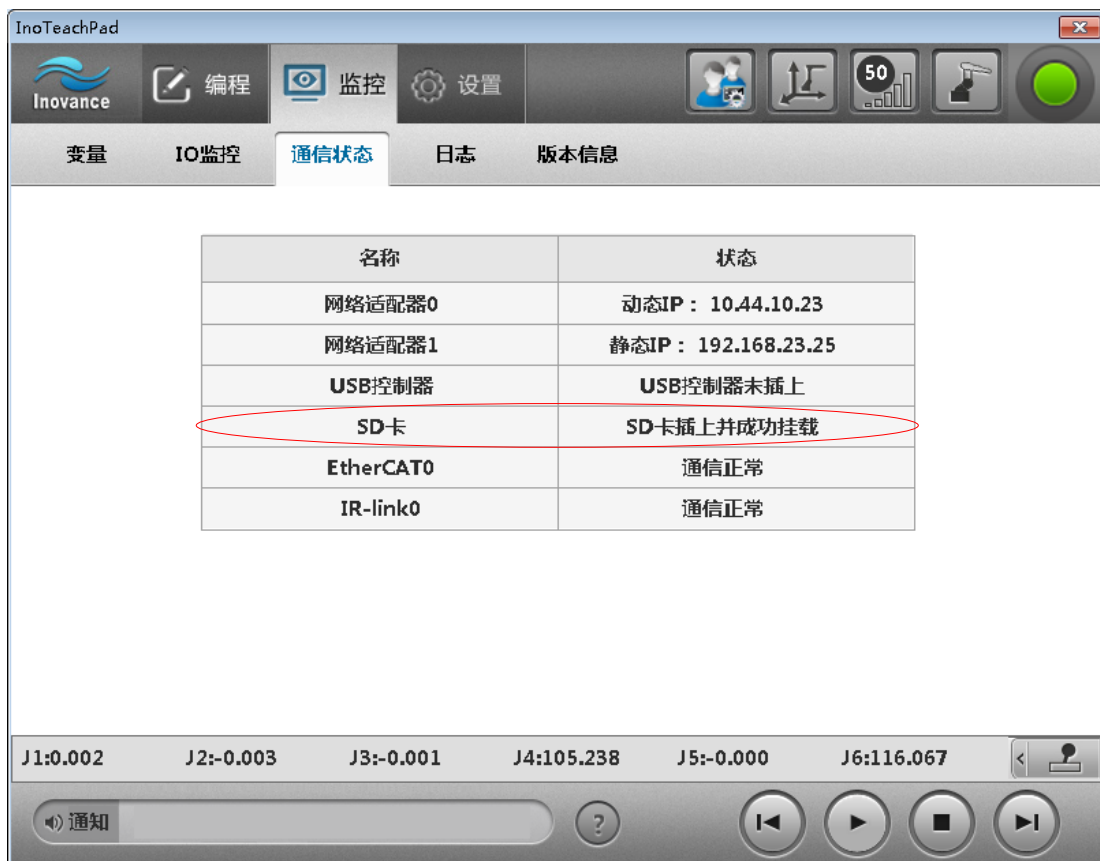 InoTeachPad
Inovance 编程 监控 设置 50
变量 IO监控 通信状态 日志 版本信息
名称 状态
网络适配器0 动态IP： 10.44.10.23
网络适配器1 静态IP： 192.168.23.25
USB控制器 USB控制器未插上
SD卡 SD卡插上并成功挂载
EtherCAT0 通信正常
IR-link0 通信正常
J1:0.002 J2:-0.003 J3:-0.001 J4:105.238 J5:-0.000 J6:116.067 <
通知 ?